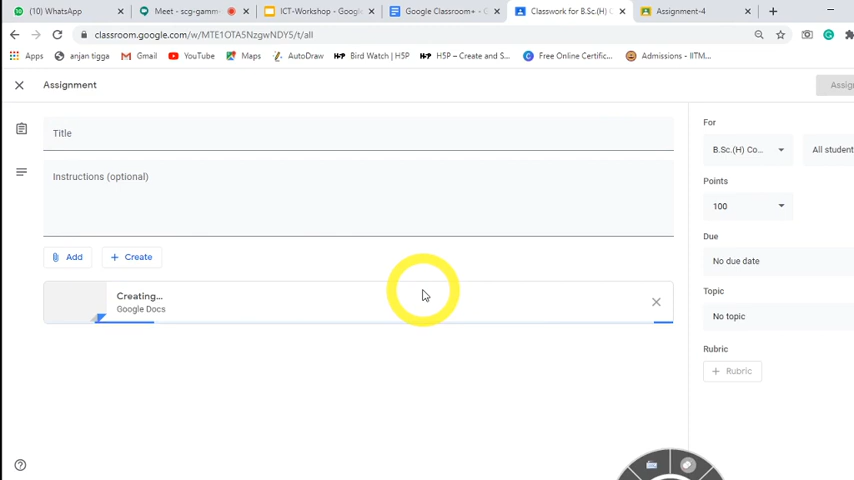 (10) WhatsApp
Meet - scg-gamm
ICT-Workshop - Googl
Google Classroom+ - G
Classwork for B.Sc.(H) C
Assignment-4
classroom.google.com/w/MTE1OTA5NzgwNDY5/t/all
Apps
anjan tigga
Gmail
YouTube
Maps
AutoDraw
H5P Bird Watch | H5P
H5P H5P – Create and S...
Free Online Certific...
Admissions - IITM...
Assignment
Assign
Title
For
B.Sc.(H) Co...
All student
Instructions (optional)
Points
100
Due
Add
Create
No due date
Topic
Creating...
Google Docs
No topic
Rubric
Rubric